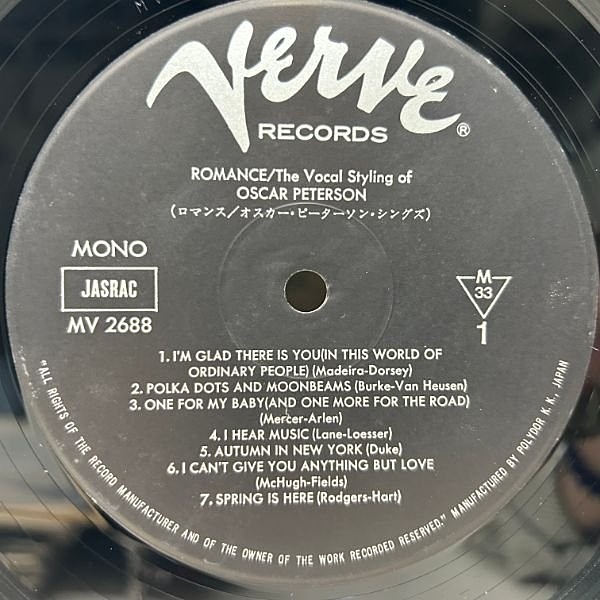 Verve
RECORDS ®
ROMANCE/The Vocal Styling of
OSCAR PETERSON
(ロマンス/オスカー・ピーターソン・シングズ)
MONO
JASRAC
MV 2688
M
33
1
1. I'M GLAD THERE IS YOU(IN THIS WORLD OF
ORDINARY PEOPLE) (Madeira-Dorsey)
2. POLKA DOTS AND MOONBEAMS (Burke-Van Heusen)
3. ONE FOR MY BABY(AND ONE MORE FOR THE ROAD)
(Mercer-Arlen)
4. I HEAR MUSIC (Lane-Loesser)
5. AUTUMN IN NEW YORK (Duke)
6. I CAN'T GIVE YOU ANYTHING BUT LOVE
(McHugh-Fields)
7. SPRING IS HERE (Rodgers-Hart)
"ALL RIGHTS OF THE RECORD MANUFACTURER AND OF THE OWNER OF THE WORK RECORDED RESERVED." MANUFACTURED BY POLYDOR K. K., JAPAN